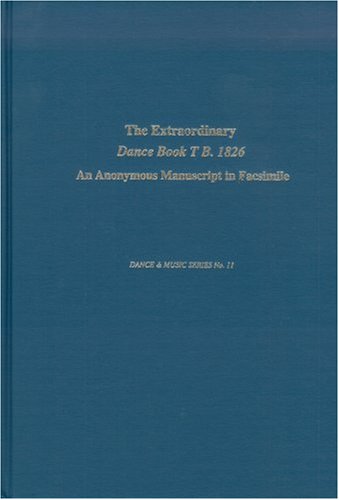 The Extraordinary
Dance Book T B. 1826
An Anonymous Manuscript in Facsimile
DANCE & MUSIC SERIES No. 11